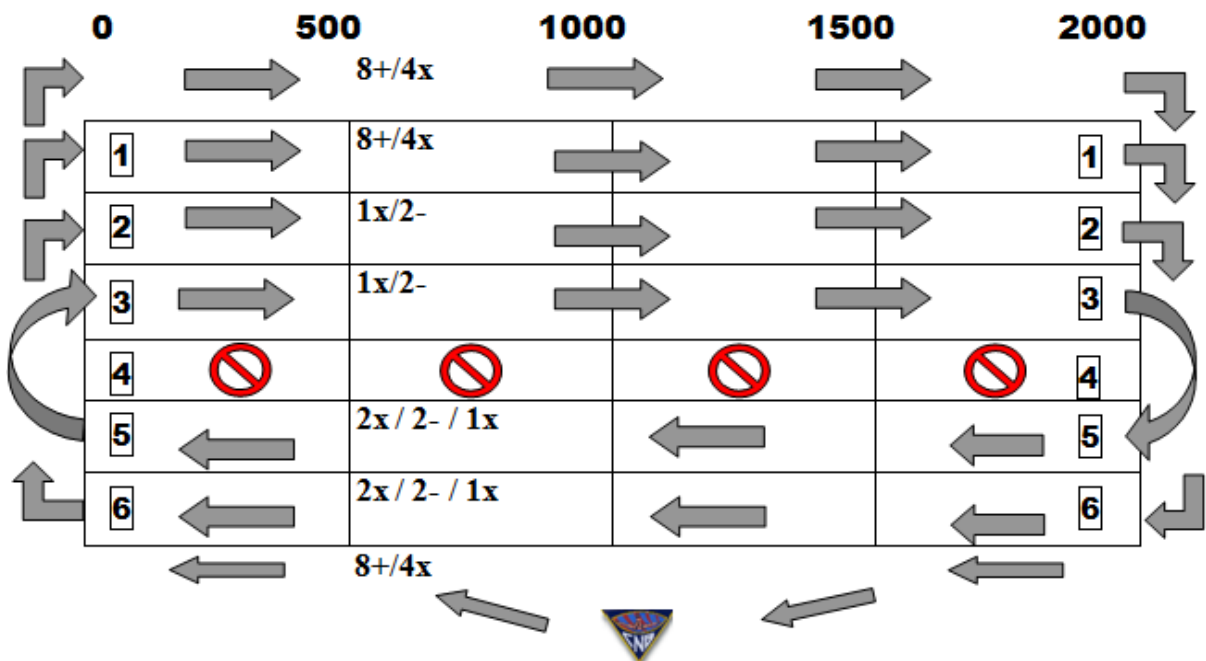 0 500 1000 1500 2000
8+/4x
1 8+/4x 1
2 1x/2- 2
3 1x/2- 3
4 4
5 2x / 2- / 1x 5
6 2x / 2- / 1x 6
8+/4x